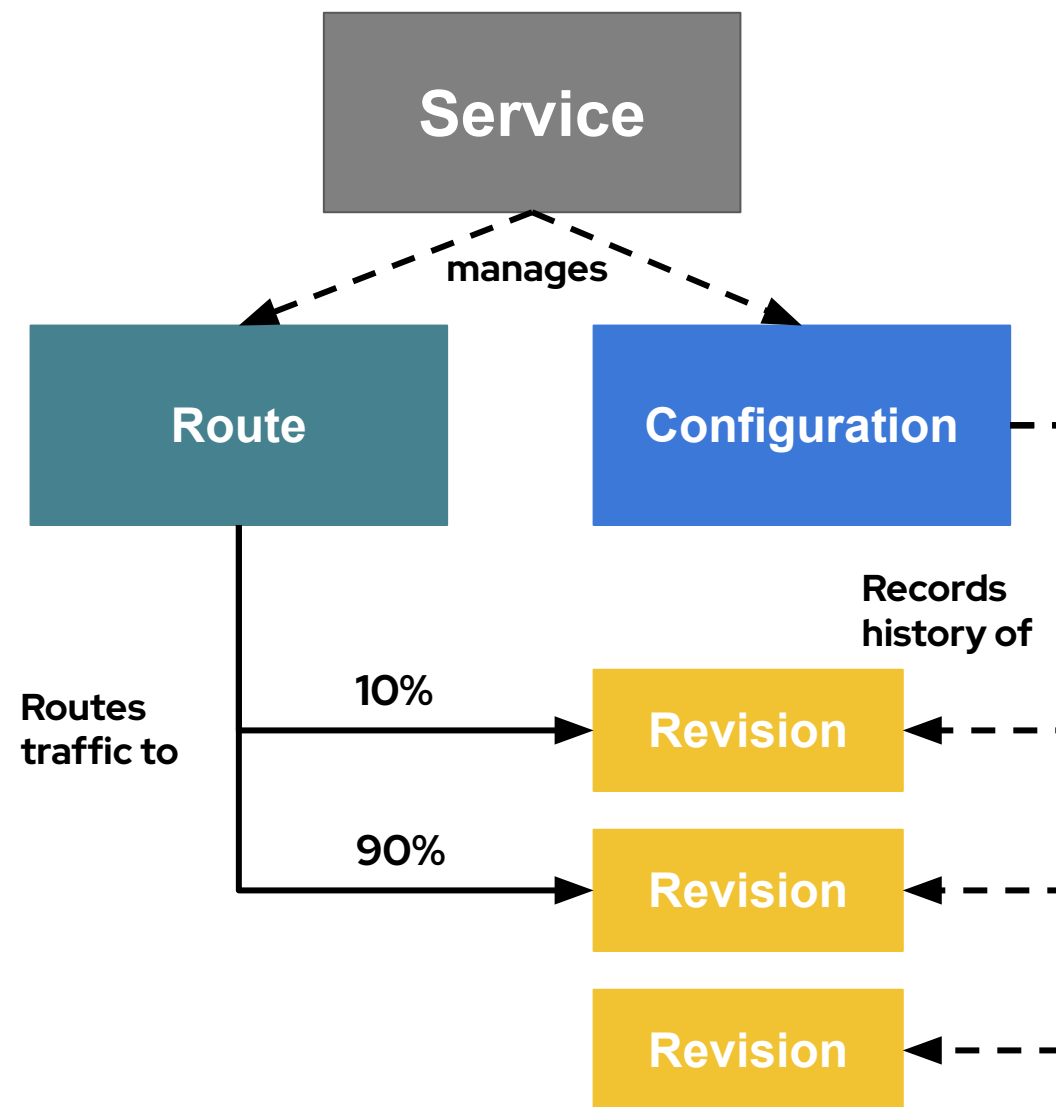 Service
manages
Route
Configuration
Records
history of
Routes
traffic to
10%
Revision
90%
Revision
Revision